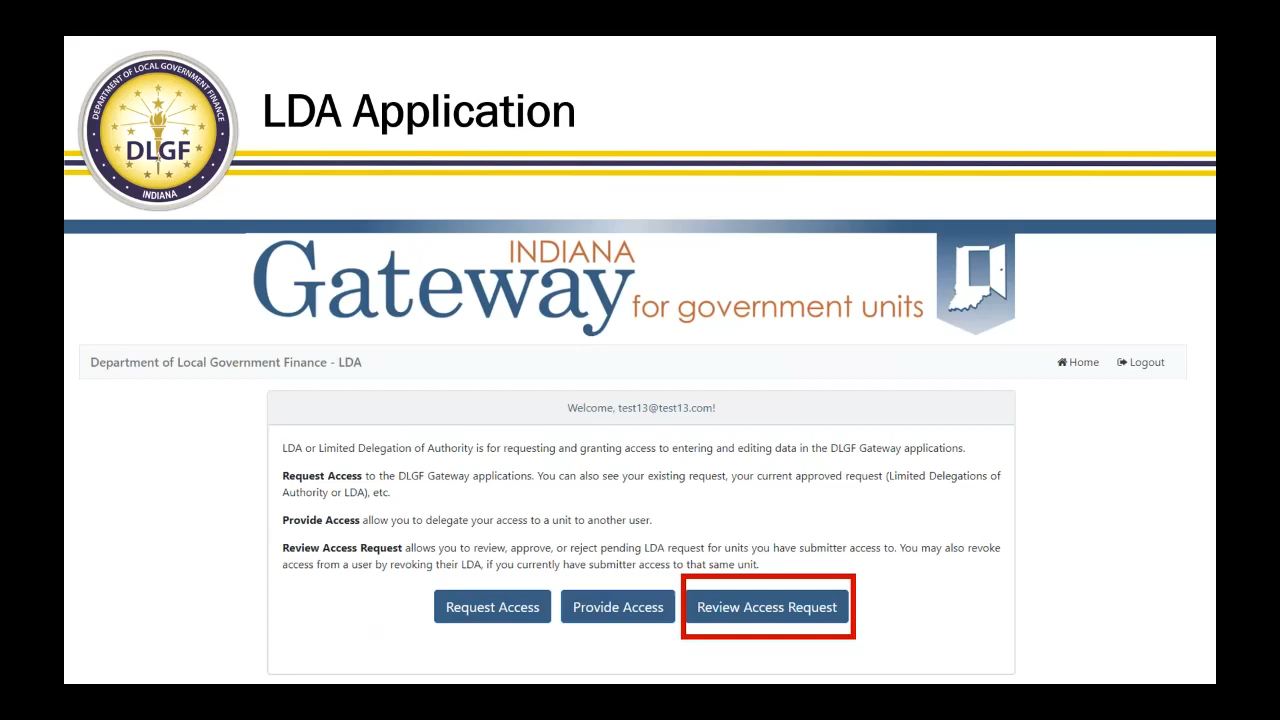 DEPARTMENT OF LOCAL GOVERNMENT FINANCE
DLGF
INDIANA
LDA Application
INDIANA
Gateway
for government units
Department of Local Government Finance - LDA
Home
Logout
Welcome, test13@test13.com!
LDA or Limited Delegation of Authority is for requesting and granting access to entering and editing data in the DLGF Gateway applications.
Request Access to the DLGF Gateway applications. You can also see your existing request, your current approved request (Limited Delegations of
Authority or LDA), etc.
Provide Access allow you to delegate your access to a unit to another user.
Review Access Request allows you to review, approve, or reject pending LDA request for units you have submitter access to. You may also revoke
access from a user by revoking their LDA, if you currently have submitter access to that same unit.
Request Access
Provide Access
Review Access Request